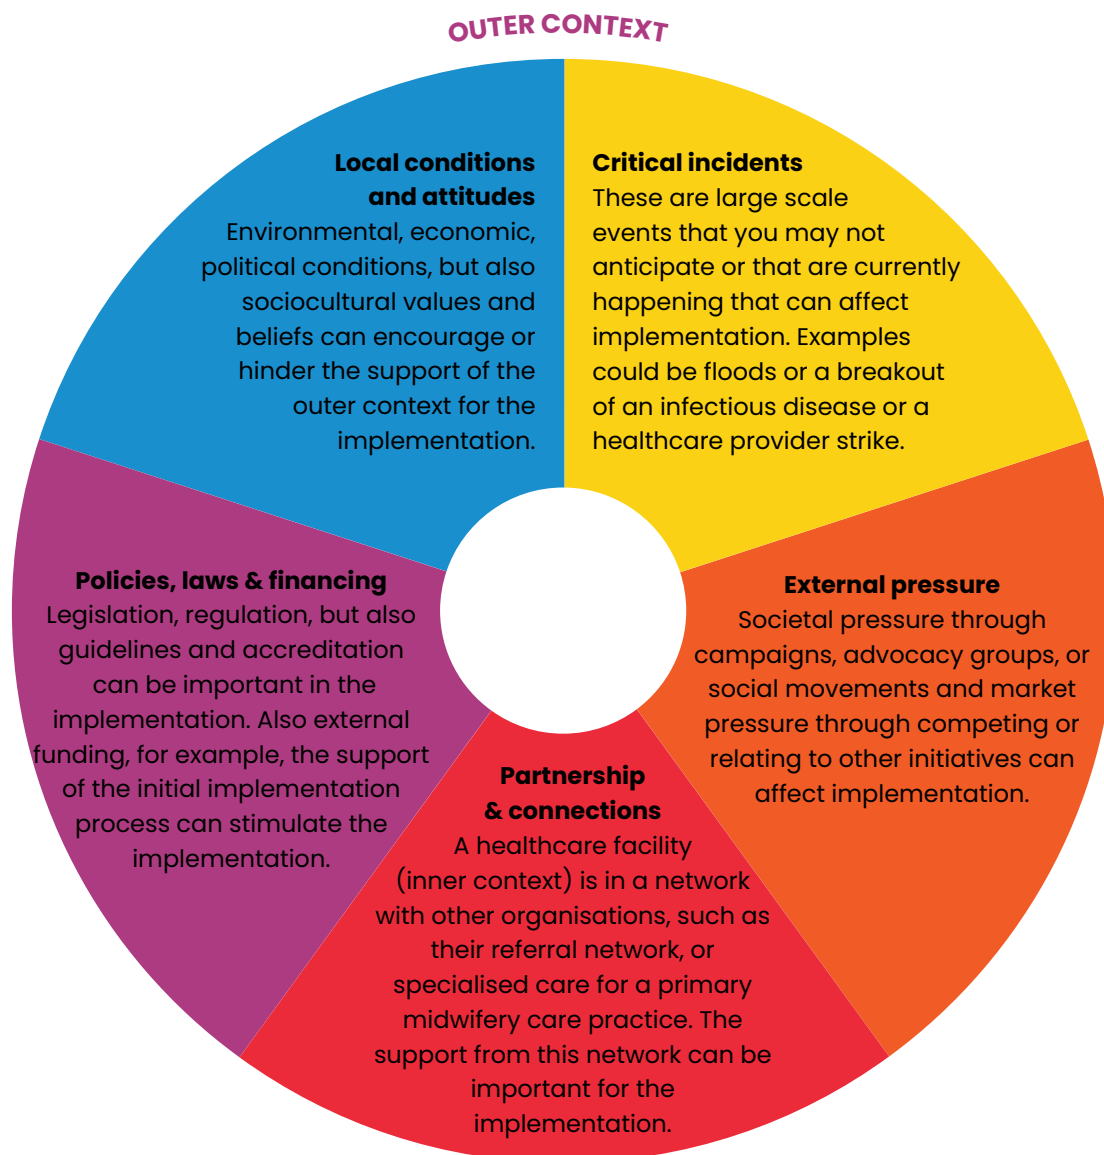 OUTER CONTEXT
Local conditions
and attitudes
Environmental, economic,
political conditions, but also
sociocultural values and
beliefs can encourage or
hinder the support of the
outer context for the
implementation.
Critical incidents
These are large scale
events that you may not
anticipate or that are currently
happening that can affect
implementation. Examples
could be floods or a breakout
of an infectious disease or a
healthcare provider strike.
External pressure
Societal pressure through
campaigns, advocacy groups, or
social movements and market
pressure through competing or
relating to other initiatives can
affect implementation.
Partnership
& connections
A healthcare facility
(inner context) is in a network
with other organisations, such as
their referral network, or
specialised care for a primary
midwifery care practice. The
support from this network can be
important for the
implementation.
Policies, laws & financing
Legislation, regulation, but also
guidelines and accreditation
can be important in the
implementation. Also external
funding, for example, the support
of the initial implementation
process can stimulate the
implementation.